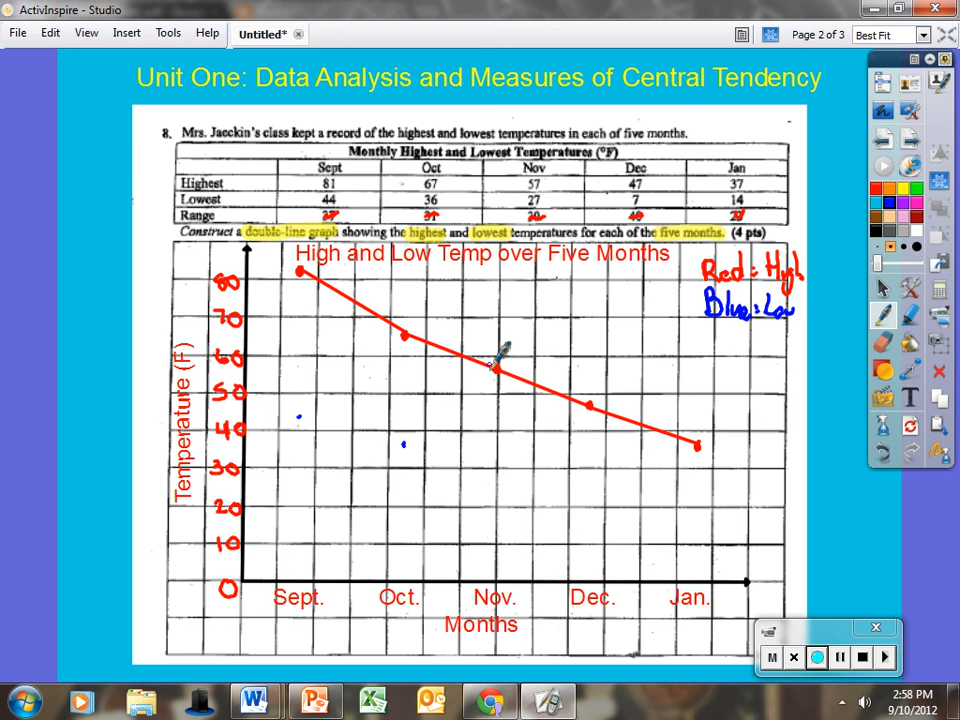 ActivInspire - Studio
File Edit View Insert Tools Help Untitled* Page 2 of 3 Best Fit
Unit One: Data Analysis and Measures of Central Tendency
8. Mrs. Jaeckin's class kept a record of the highest and lowest temperatures in each of five months.
Monthly Highest and Lowest Temperatures (°F)
Sept Oct Nov Dec Jan
Highest 81 67 57 47 37
Lowest 44 36 27 7 14
Range 37 31 30 40 23
Construct a double-line graph showing the highest and lowest temperatures for each of the five months. (4 pts)
High and Low Temp over Five Months
Red = High
Blue = Low
80
70
60
50
40
30
20
10
0
Temperature (F)
Sept. Oct. Nov. Dec. Jan.
Months
M
2:58 PM
9/10/2012